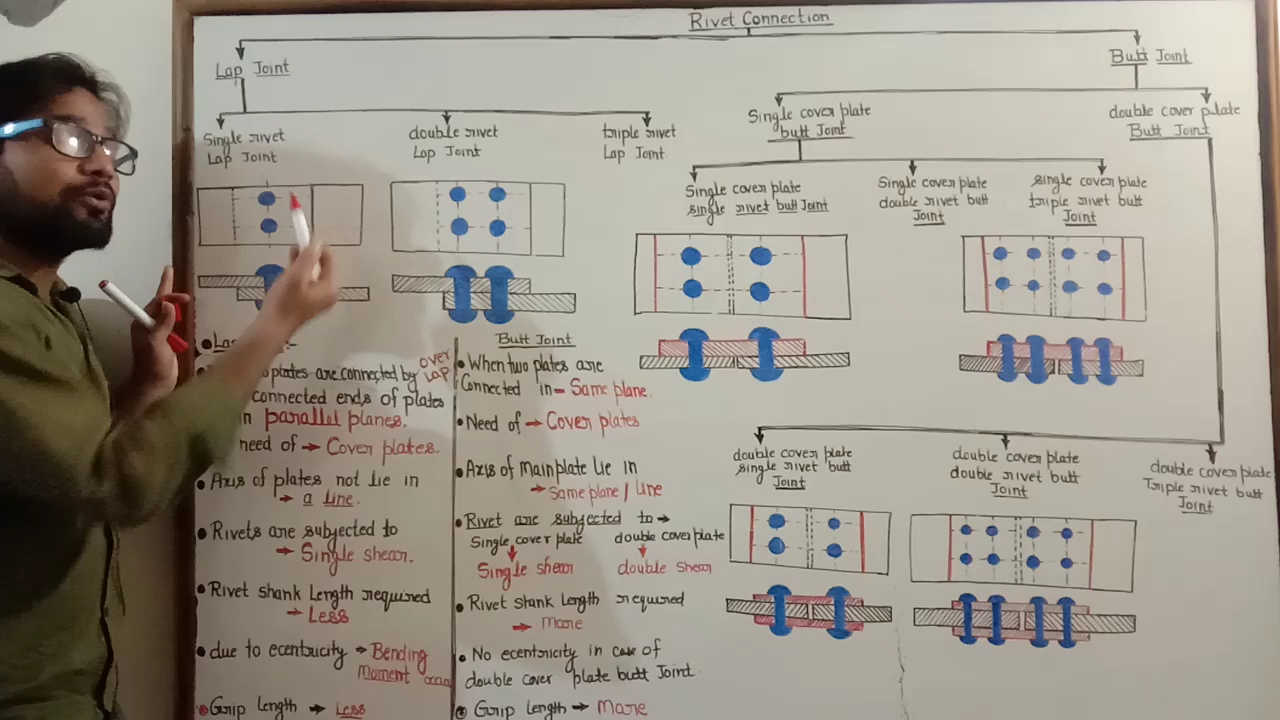 Rivet Connection
Lap Joint
Butt Joint
Single rivet
Lap Joint
double rivet
Lap Joint
triple rivet
Lap Joint
Single cover plate
butt Joint
double cover plate
Butt Joint
Single cover plate
single rivet butt Joint
Single cover plate
double rivet butt
Joint
single cover plate
triple rivet butt
Joint
plates are connected by over
Lap
connected ends of plates
parallel planes.
need of → Cover plates.
• Axis of plates not lie in
→ a line.
• Rivets are subjected to
→ Single shear.
• Rivet shank Length required
→ Less
• due to ecentricity → Bending
Moment
• Grip length → Less
Butt Joint
• When two plates are
Connected in - Same plane.
• Need of → Cover plates
• Axis of main plate lie in
→ same plane / line
• Rivet are subjected to →
Single cover plate double cover plate
Single shear double shear
• Rivet shank Length required
→ More
• No ecentricity in case of
double cover plate butt Joint.
• Grip Length → More
double cover plate
single rivet butt
Joint
double cover plate
double rivet butt
Joint
double cover plate
Triple rivet butt
Joint